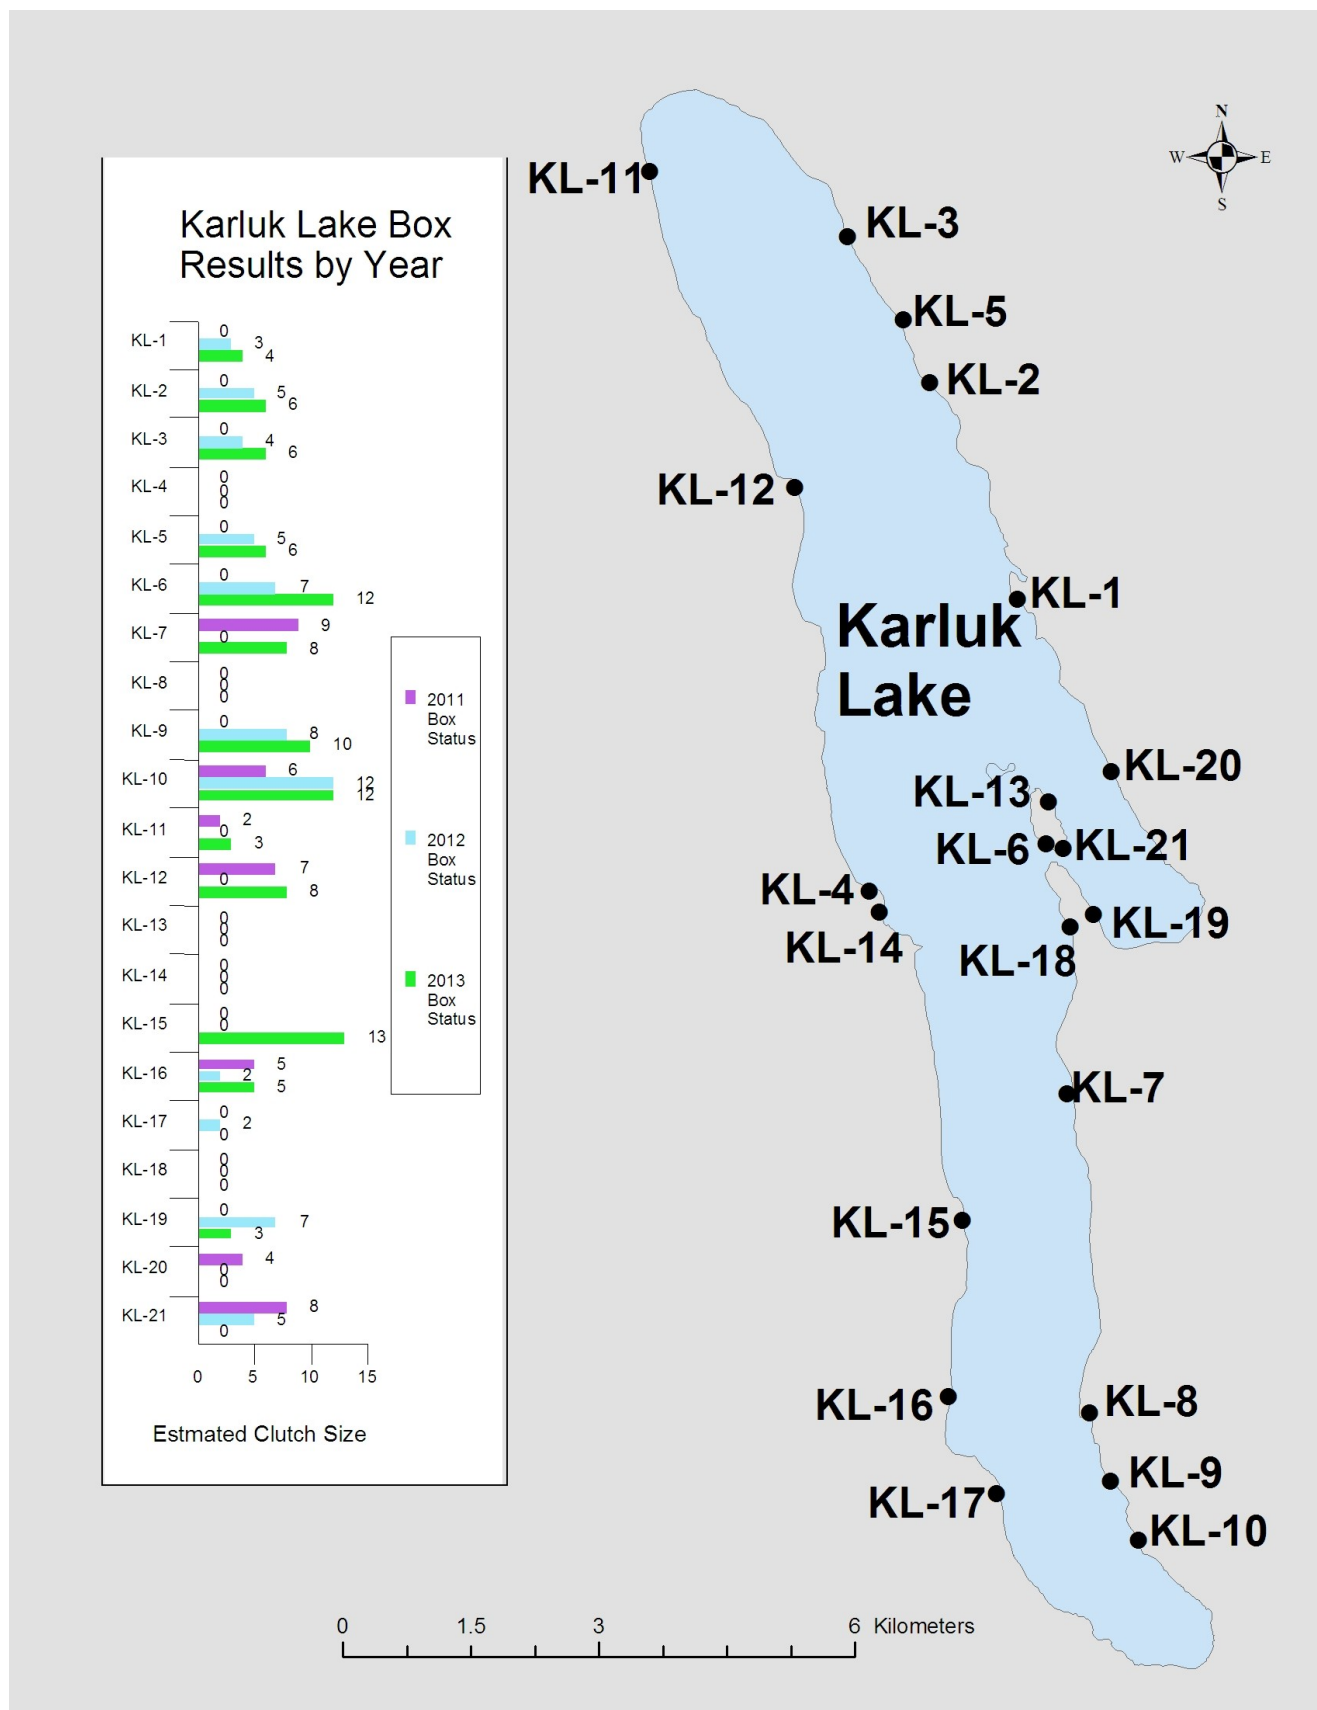 N
W E
S
KL-11
KL-3
KL-5
KL-2
KL-12
KL-1
Karluk
Lake
KL-20
KL-13
KL-6
KL-21
KL-4
KL-14
KL-19
KL-18
KL-7
KL-15
KL-16
KL-8
KL-9
KL-17
KL-10
Karluk Lake Box
Results by Year
KL-1
0
3
4
KL-2
0
5
6
KL-3
0
4
6
KL-4
0
0
0
KL-5
0
5
6
KL-6
0
7
12
KL-7
9
0
8
KL-8
0
0
0
KL-9
0
8
10
KL-10
6
12
12
KL-11
2
0
3
KL-12
7
0
8
KL-13
0
0
0
KL-14
0
0
0
KL-15
0
0
13
KL-16
5
2
5
KL-17
0
2
0
KL-18
0
0
0
KL-19
0
7
3
KL-20
4
0
0
KL-21
8
5
0
0 5 10 15
Estmated Clutch Size
2011
Box
Status
2012
Box
Status
2013
Box
Status
0 1.5 3 6 Kilometers